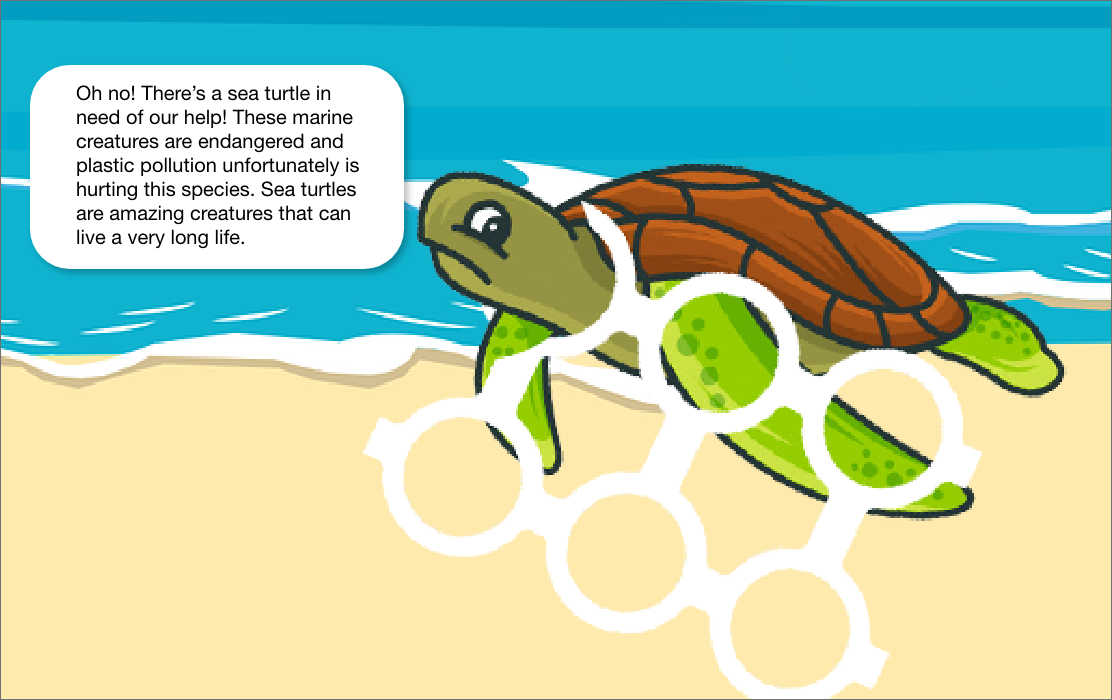 Oh no! There’s a sea turtle in
need of our help! These marine
creatures are endangered and
plastic pollution unfortunately is
hurting this species. Sea turtles
are amazing creatures that can
live a very long life.